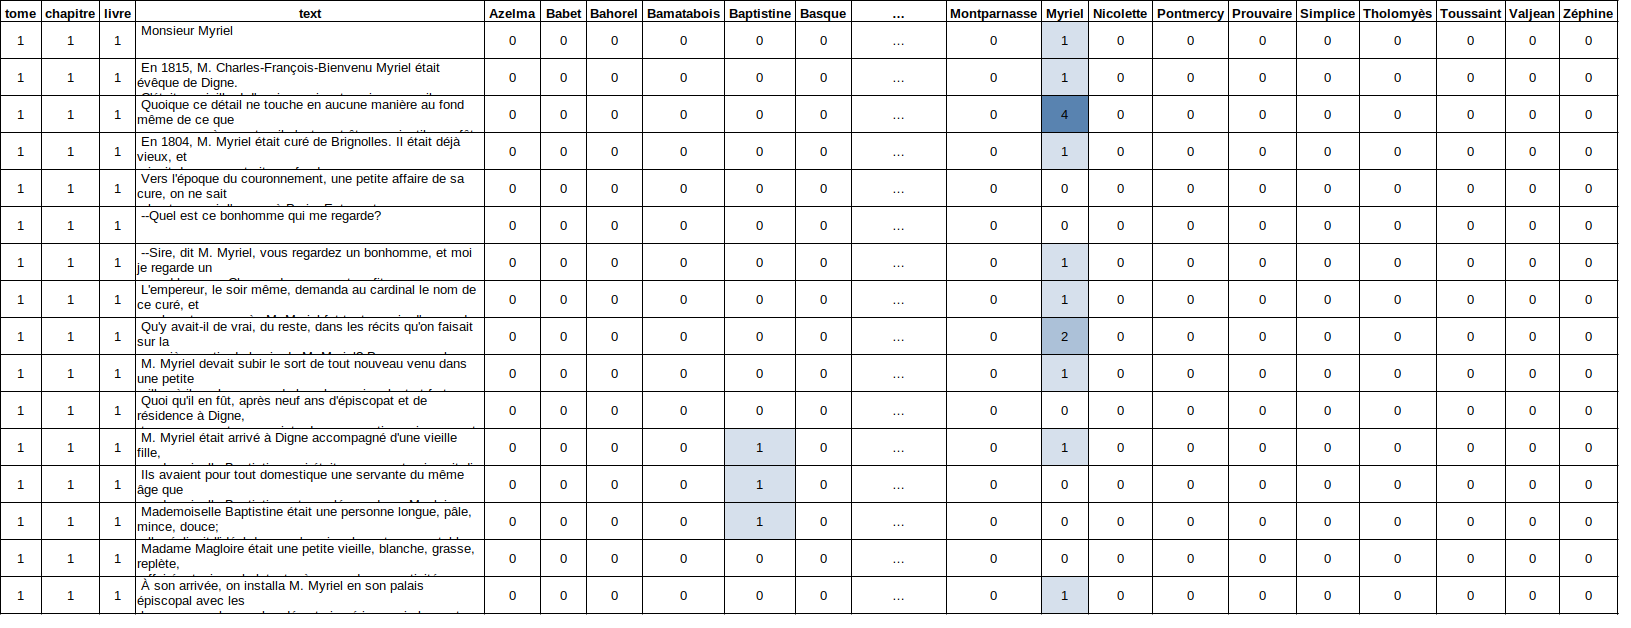 tome chapitre livre text Azelma Babet Bahorel Bamatabois Baptistine Basque … Montparnasse Myriel Nicolette Pontmercy Prouvaire Simplice Tholomyès Toussaint Valjean Zéphine
1 1 1 Monsieur Myriel 0 0 0 0 0 0 … 0 1 0 0 0 0 0 0 0 0
1 1 1 En 1815, M. Charles-François-Bienvenu Myriel était évêque de Digne. 0 0 0 0 0 0 … 0 1 0 0 0 0 0 0 0 0
1 1 1 Quoique ce détail ne touche en aucune manière au fond même de ce que 0 0 0 0 0 0 … 0 4 0 0 0 0 0 0 0 0
1 1 1 En 1804, M. Myriel était curé de Brignolles. Il était déjà vieux, et 0 0 0 0 0 0 … 0 1 0 0 0 0 0 0 0 0
1 1 1 Vers l'époque du couronnement, une petite affaire de sa cure, on ne sait 0 0 0 0 0 0 … 0 0 0 0 0 0 0 0 0 0
1 1 1 --Quel est ce bonhomme qui me regarde? 0 0 0 0 0 0 … 0 0 0 0 0 0 0 0 0 0
1 1 1 --Sire, dit M. Myriel, vous regardez un bonhomme, et moi je regarde un 0 0 0 0 0 0 … 0 1 0 0 0 0 0 0 0 0
1 1 1 L'empereur, le soir même, demanda au cardinal le nom de ce curé, et 0 0 0 0 0 0 … 0 1 0 0 0 0 0 0 0 0
1 1 1 Qu'y avait-il de vrai, du reste, dans les récits qu'on faisait sur la 0 0 0 0 0 0 … 0 2 0 0 0 0 0 0 0 0
1 1 1 M. Myriel devait subir le sort de tout nouveau venu dans une petite 0 0 0 0 0 0 … 0 1 0 0 0 0 0 0 0 0
1 1 1 Quoi qu'il en fût, après neuf ans d'épiscopat et de résidence à Digne, 0 0 0 0 0 0 … 0 0 0 0 0 0 0 0 0 0
1 1 1 M. Myriel était arrivé à Digne accompagné d'une vieille fille, 0 0 0 0 1 0 … 0 1 0 0 0 0 0 0 0 0
1 1 1 Ils avaient pour tout domestique une servante du même âge que 0 0 0 0 1 0 … 0 0 0 0 0 0 0 0 0 0
1 1 1 Mademoiselle Baptistine était une personne longue, pâle, mince, douce; 0 0 0 0 1 0 … 0 0 0 0 0 0 0 0 0 0
1 1 1 Madame Magloire était une petite vieille, blanche, grasse, replète, 0 0 0 0 0 0 … 0 0 0 0 0 0 0 0 0 0
1 1 1 À son arrivée, on installa M. Myriel en son palais épiscopal avec les 0 0 0 0 0 0 … 0 1 0 0 0 0 0 0 0 0